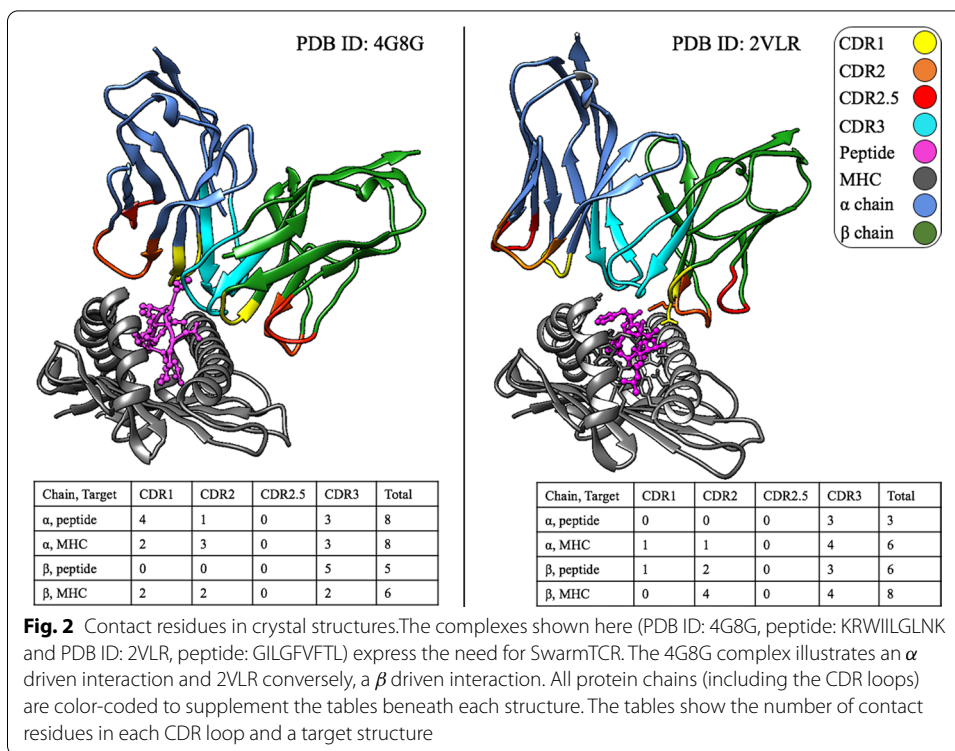 PDB ID: 4G8G
PDB ID: 2VLR
CDR1
CDR2
CDR2.5
CDR3
Peptide
MHC
α chain
β chain
Chain, Target CDR1 CDR2 CDR2.5 CDR3 Total
α, peptide 4 1 0 3 8
α, MHC 2 3 0 3 8
β, peptide 0 0 0 5 5
β, MHC 2 2 0 2 6
Chain, Target CDR1 CDR2 CDR2.5 CDR3 Total
α, peptide 0 0 0 3 3
α, MHC 1 1 0 4 6
β, peptide 1 2 0 3 6
β, MHC 0 4 0 4 8
Fig. 2 Contact residues in crystal structures.The complexes shown here (PDB ID: 4G8G, peptide: KRWIILGLNK
and PDB ID: 2VLR, peptide: GILGFVFTL) express the need for SwarmTCR. The 4G8G complex illustrates an α
driven interaction and 2VLR conversely, a β driven interaction. All protein chains (including the CDR loops)
are color-coded to supplement the tables beneath each structure. The tables show the number of contact
residues in each CDR loop and a target structure